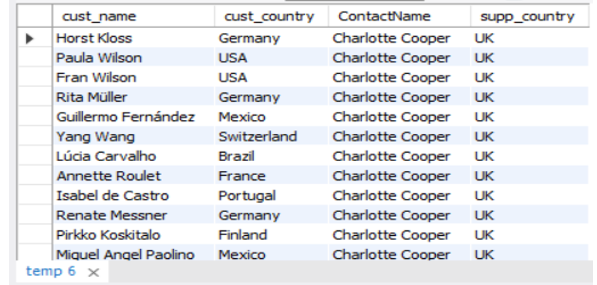 cust_name cust_country ContactName supp_country
Horst Kloss Germany Charlotte Cooper UK
Paula Wilson USA Charlotte Cooper UK
Fran Wilson USA Charlotte Cooper UK
Rita Müller Germany Charlotte Cooper UK
Guillermo Fernández Mexico Charlotte Cooper UK
Yang Wang Switzerland Charlotte Cooper UK
Lúcia Carvalho Brazil Charlotte Cooper UK
Annette Roulet France Charlotte Cooper UK
Isabel de Castro Portugal Charlotte Cooper UK
Renate Messner Germany Charlotte Cooper UK
Pirkko Koskitalo Finland Charlotte Cooper UK
Miguel Angel Paolino Mexico Charlotte Cooper UK
temp 6